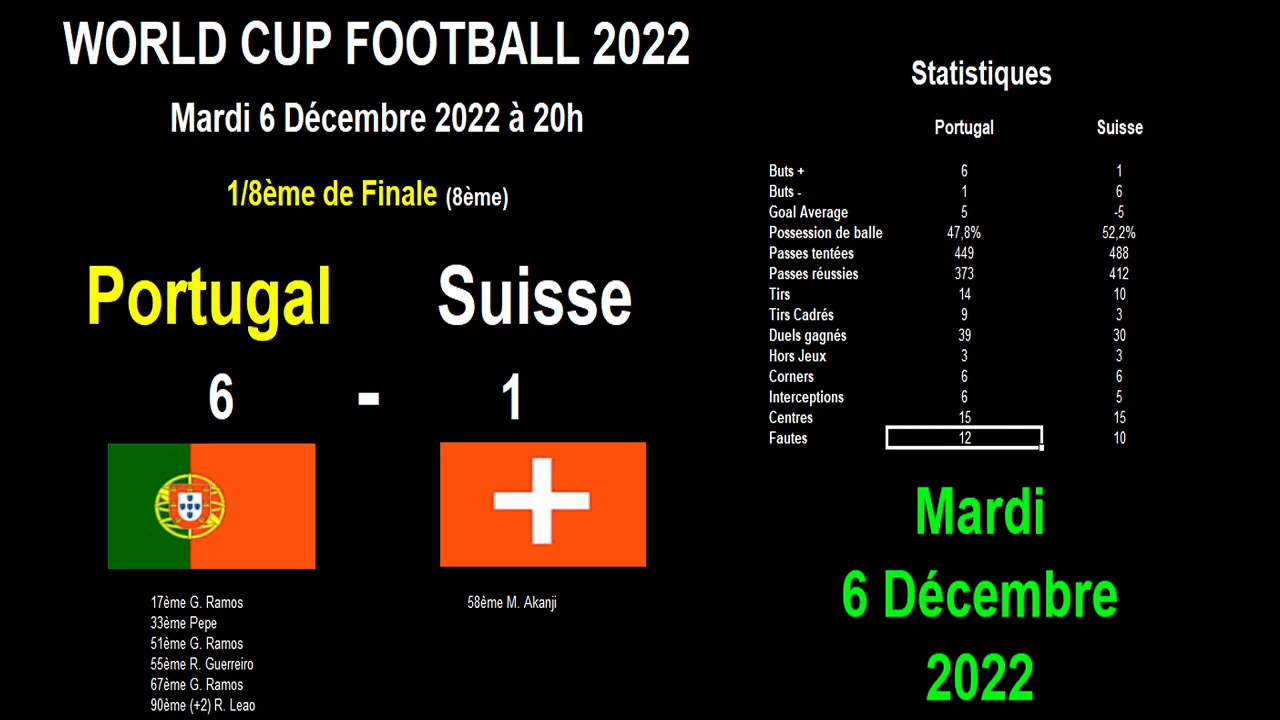 WORLD CUP FOOTBALL 2022
Mardi 6 Décembre 2022 à 20h
1/8ème de Finale (8ème)
Portugal Suisse
6 - 1
17ème G. Ramos
33ème Pepe
51ème G. Ramos
55ème R. Guerreiro
67ème G. Ramos
90ème (+2) R. Leao
58ème M. Akanji
Statistiques
Portugal Suisse
Buts + 6 1
Buts - 1 6
Goal Average 5 -5
Possession de balle 47,8% 52,2%
Passes tentées 449 488
Passes réussies 373 412
Tirs 14 10
Tirs Cadrés 9 3
Duels gagnés 39 30
Hors Jeux 3 3
Corners 6 6
Interceptions 6 5
Centres 15 15
Fautes 12 10
Mardi
6 Décembre
2022